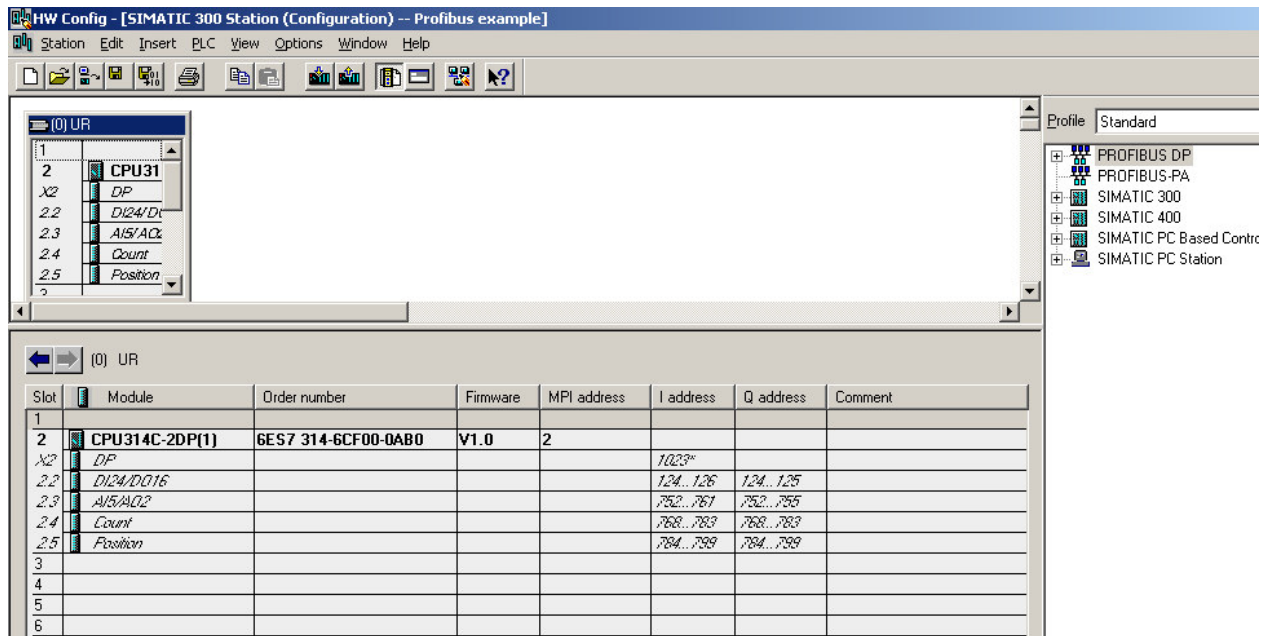 HW Config - [SIMATIC 300 Station (Configuration) -- Profibus example]
Station Edit Insert PLC View Options Window Help
(0) UR
1
2 CPU31
X2 DP
2.2 DI24/DO
2.3 AI5/AO2
2.4 Count
2.5 Position
3
Profile Standard
PROFIBUS DP
PROFIBUS-PA
SIMATIC 300
SIMATIC 400
SIMATIC PC Based Contro
SIMATIC PC Station
(0) UR
Slot Module Order number Firmware MPI address I address Q address Comment
1
2 CPU314C-2DP(1) 6ES7 314-6CF00-0AB0 V1.0 2
X2 DP 1023*
2.2 DI24/DO16 124...126 124...125
2.3 AI5/AO2 752...761 752...755
2.4 Count 768...783 768...783
2.5 Position 784...799 784...799
3
4
5
6